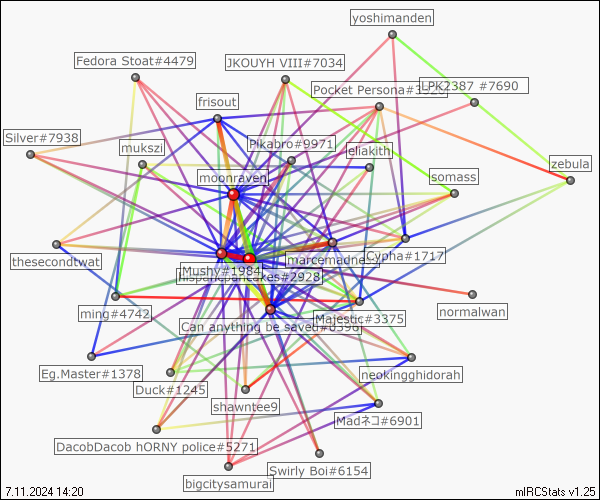 yoshimanden
Fedora Stoat#4479
JKOUYH VIII#7034
LPK2387 #7690
Pocket
frisout
Silver#7938
mukszi
Pikabro#9971
eliakith
zebula
moonraven
somass
thesecondtwat
Cypha#1717
marcemadness
Mushy#1984
hispanicpancakes#2928
ming#4742
normalwan
Can anything be saved#0396
Majestic#3375
Eg.Master#1378
neokingghidorah
Duck#1245
shawntee9
Madネコ#6901
DacobDacob hORNY police#5271
Swirly Boi#6154
bigcitysamurai
7.11.2024 14:20
mIRCStats v1.25